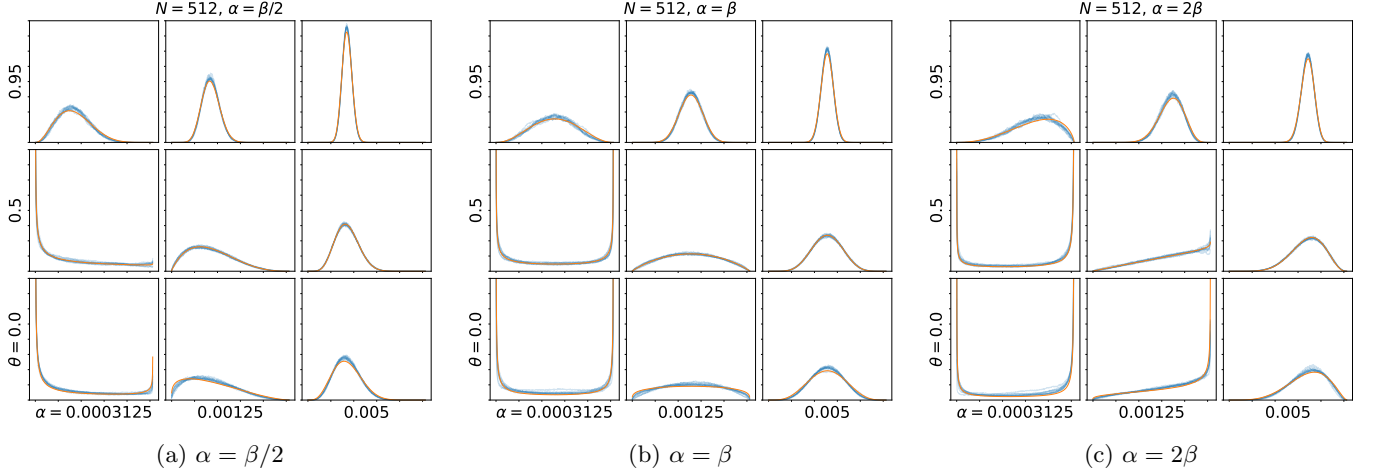 N = 512, α = β/2
N = 512, α = β
N = 512, α = 2β
0.95
0.5
θ = 0.0
α = 0.0003125
0.00125
0.005
0.95
0.5
θ = 0.0
α = 0.0003125
0.00125
0.005
0.95
0.5
θ = 0.0
α = 0.0003125
0.00125
0.005
(a) α = β/2
(b) α = β
(c) α = 2β